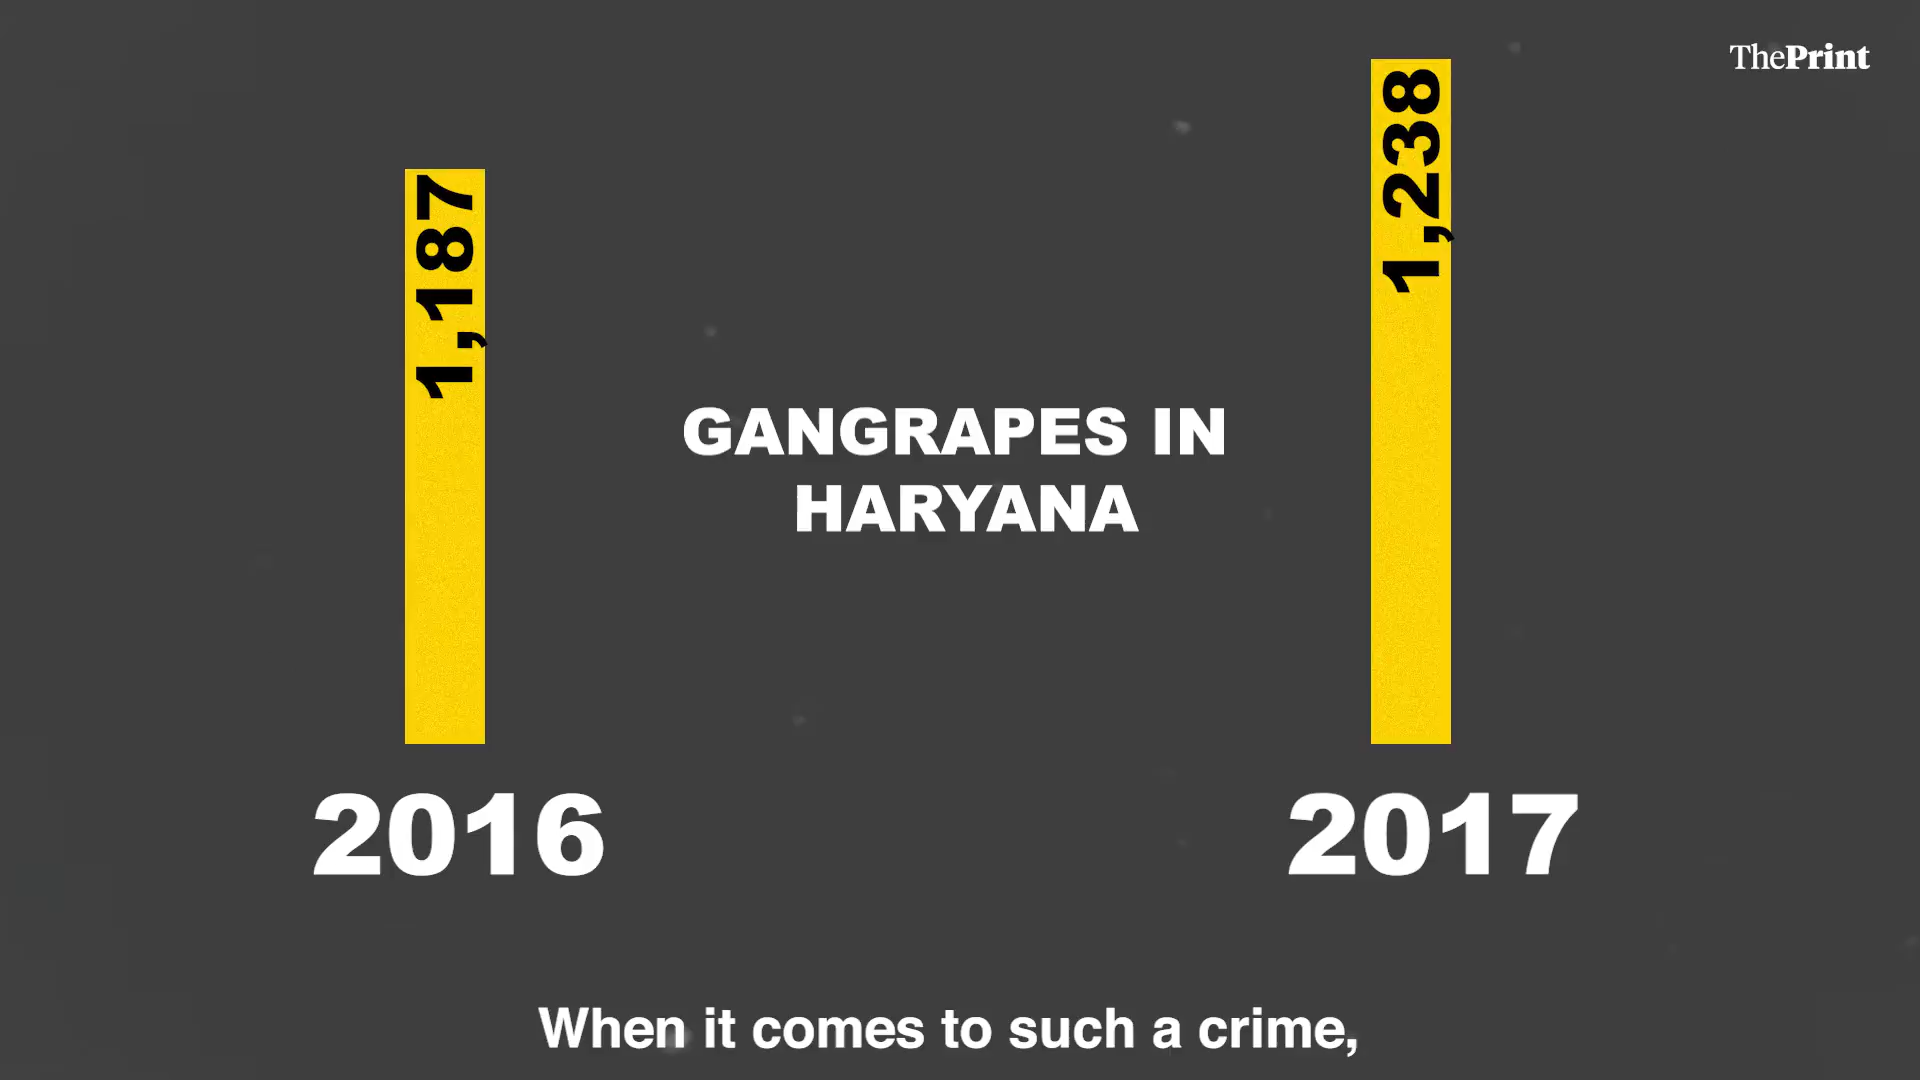 ThePrint
1,187
1,238
GANGRAPES IN
HARYANA
2016
2017
When it comes to such a crime,